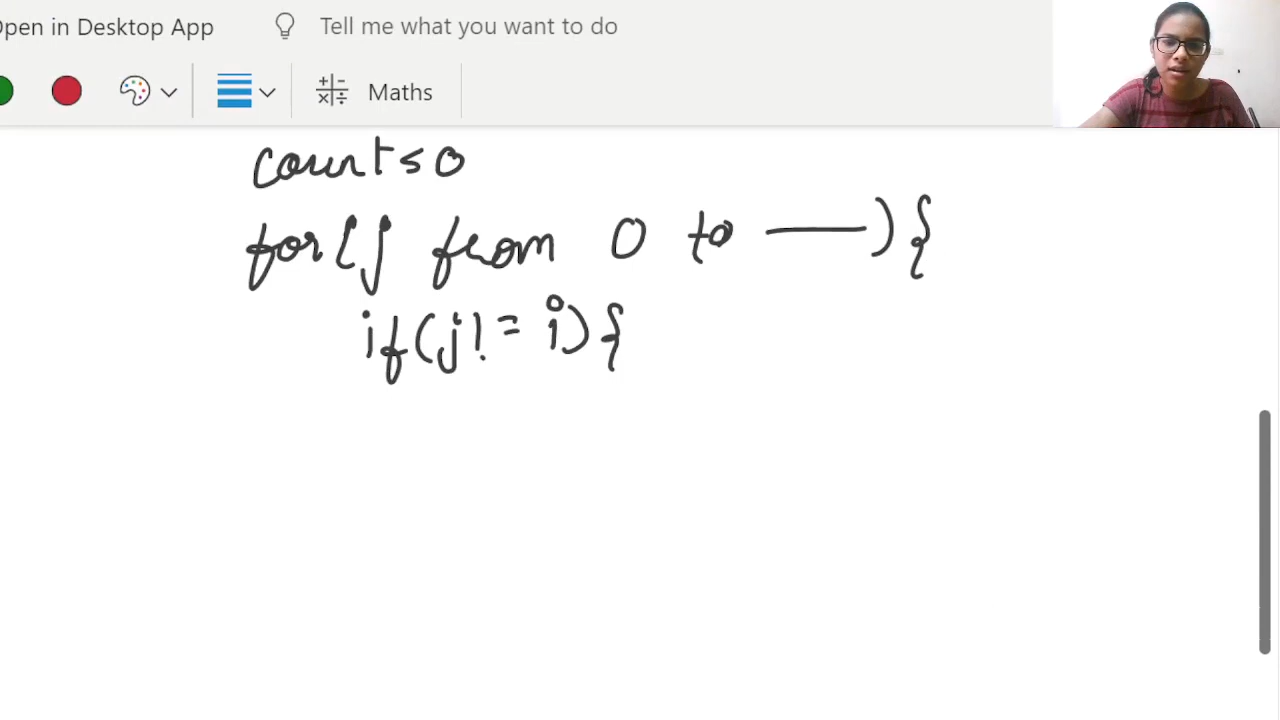 Open in Desktop App Tell me what you want to do
Maths
count = 0
for(j from 0 to ___){
if(j != i){